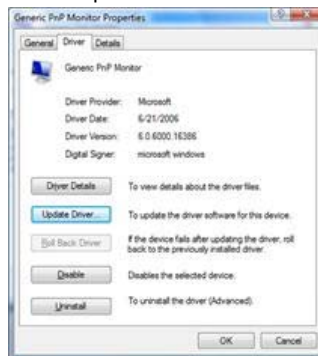 Generic PnP Monitor Properties
General Driver Details
Generic PnP Monitor
Driver Provider: Microsoft
Driver Date: 6/21/2006
Driver Version: 6.0.6000.16386
Digital Signer: microsoft windows
Driver Details
To view details about the driver files.
Update Driver...
To update the driver software for this device.
Roll Back Driver
If the device fails after updating the driver, roll
back to the previously installed driver.
Disable
Disables the selected device.
Uninstall
To uninstall the driver (Advanced).
OK Cancel